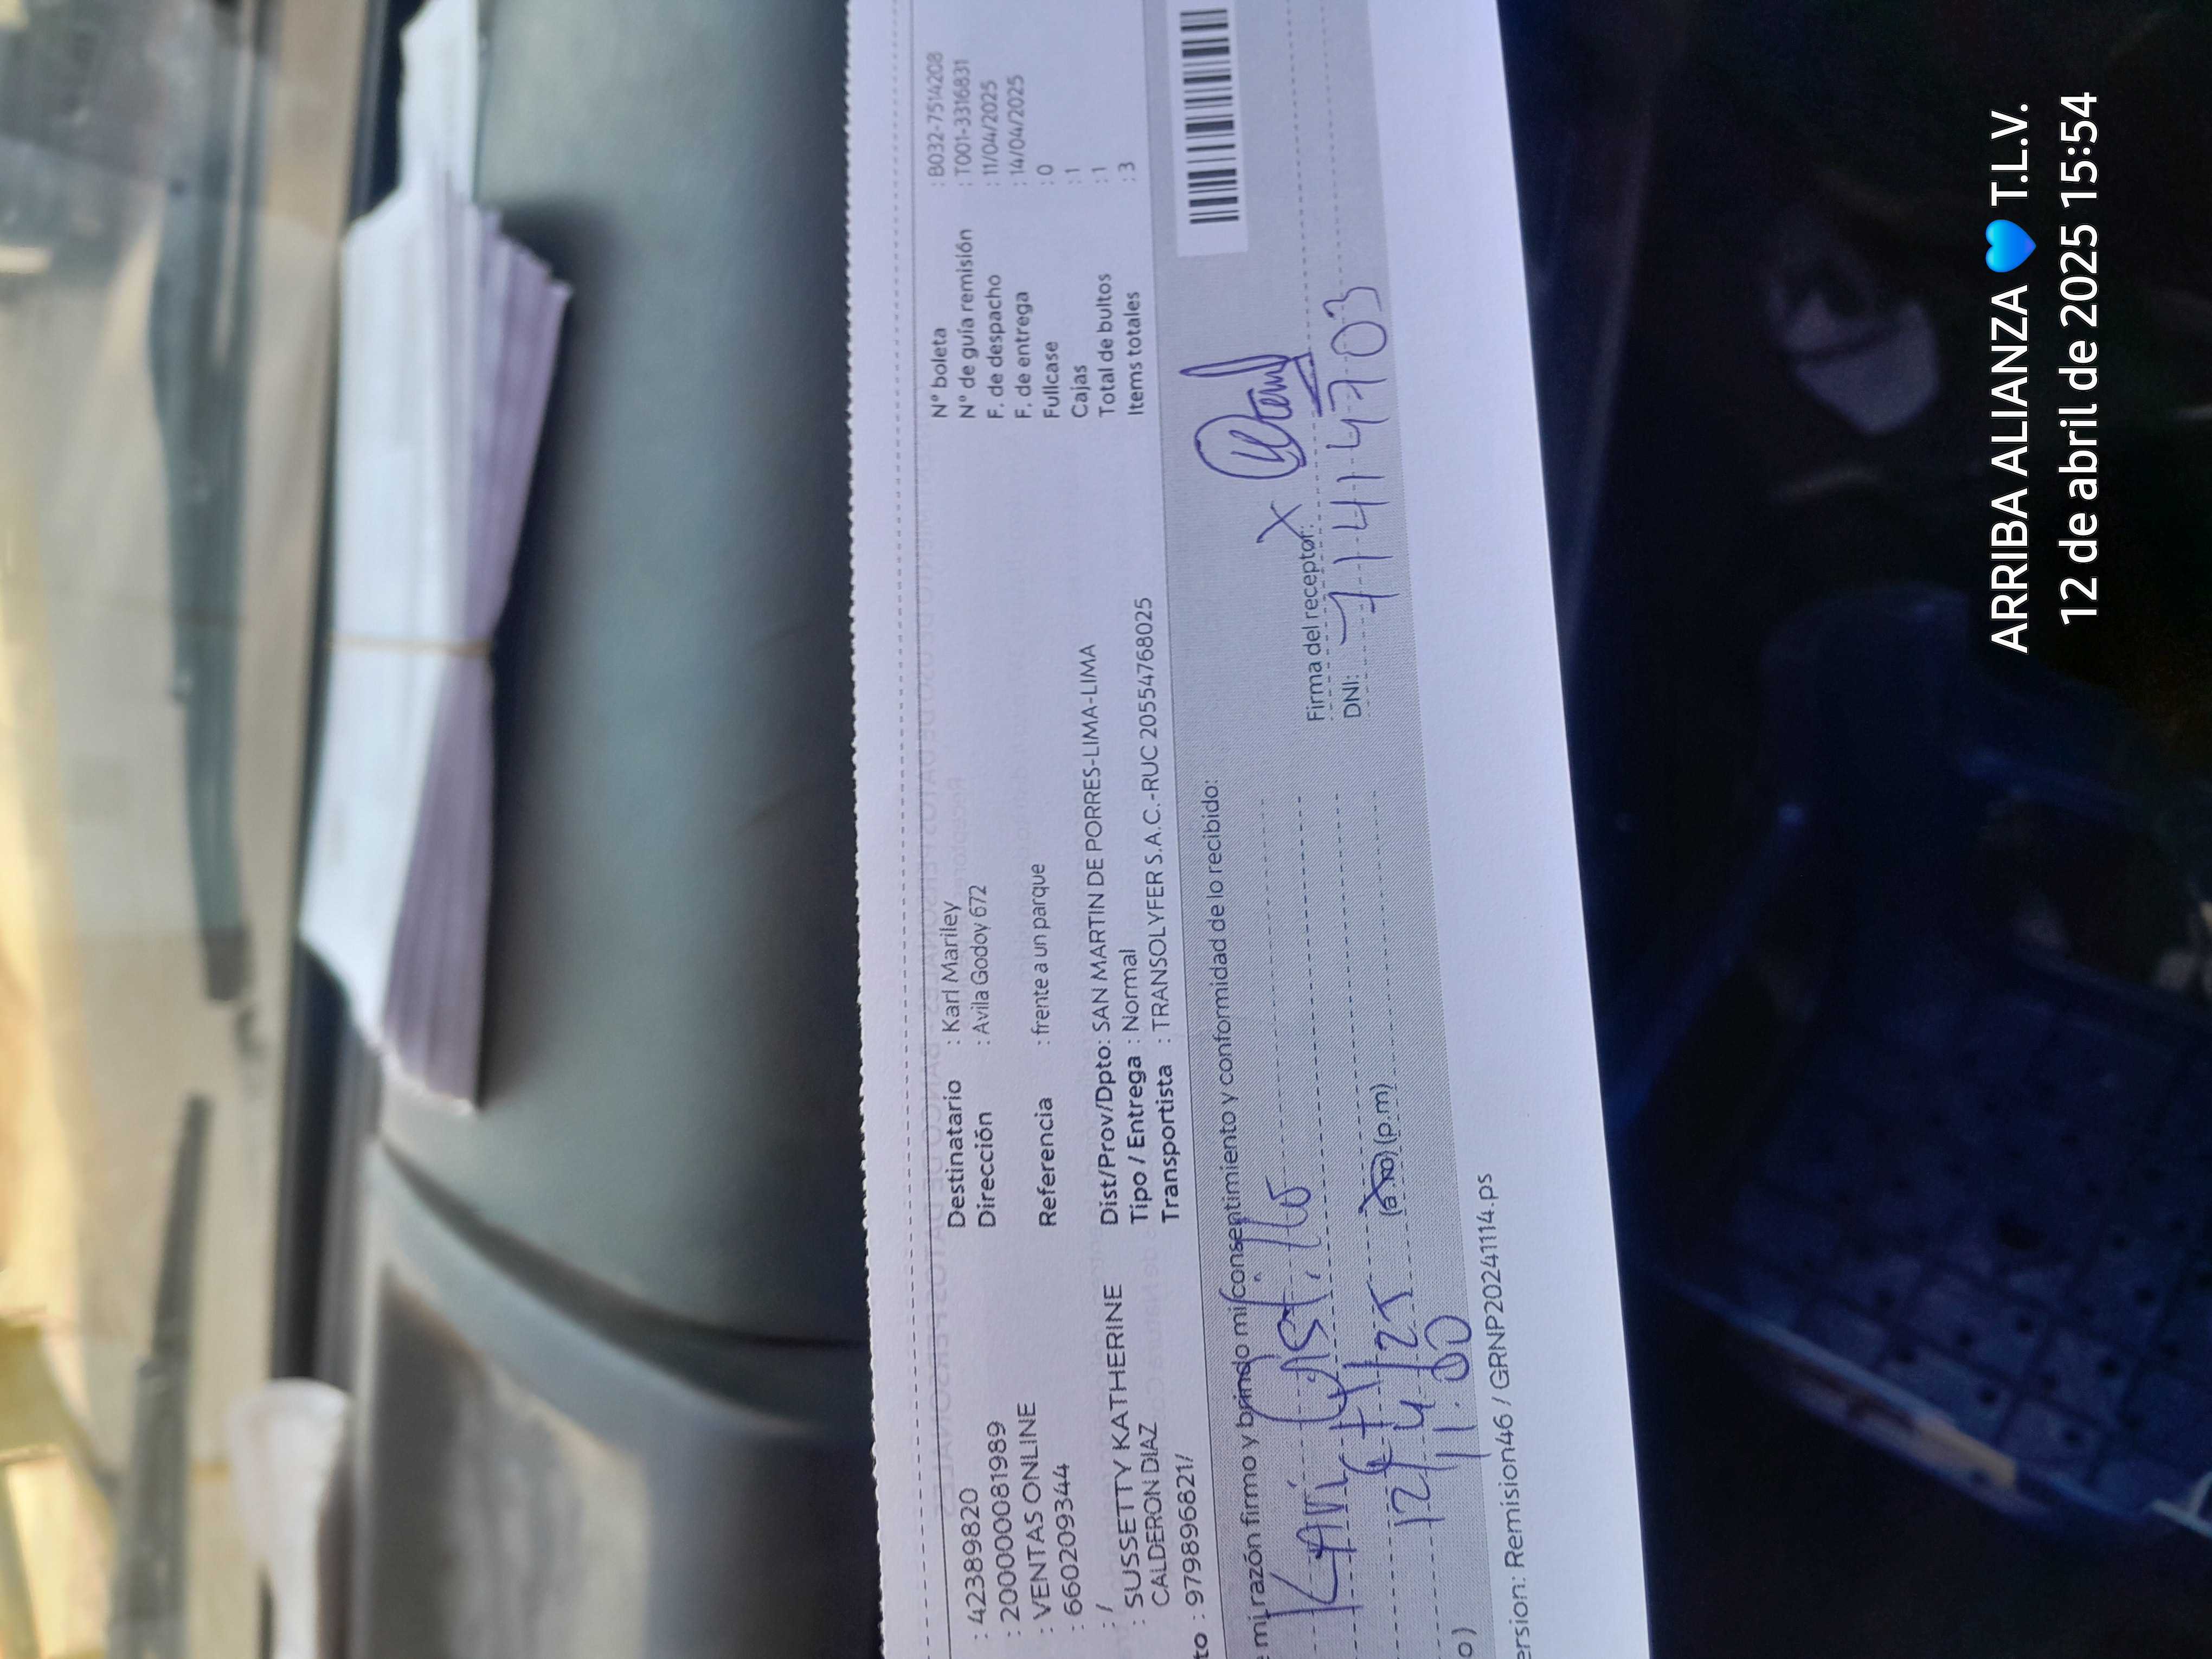 : 42389820
: 200000081989
: VENTAS ONLINE
: 6602093444
: /
: SUSSETTY KATHERINE
CALDERON DIAZ
to : 979896821/
Destinatario : Karl Mariley
Dirección : Avila Godoy 672
Referencia : frente a un parque
Dist/Prov/Dpto: SAN MARTIN DE PORRES-LIMA-LIMA
Tipo / Entrega : Normal
Transportista : TRANSOLYFER S.A.C.-RUC 20554768025
N° boleta : B032-7514208
N° de guía remisión : T001-33168831
F. de despacho : 11/04/2025
F. de entrega : 14/04/2025
Fullcase : 0
Cajas : 1
Total de bultos : 1
Items totales : 3
e mi razón firmo y brindo mi consentimiento y conformidad de lo recibido:
Castillo
12/4/25
11:00 (a.m) (p.m)
o)
Firma del receptor: X
DNI: 71414703
ersion: Remision46 / GRNP20241114.ps
ARRIBA ALIANZA 💙 T.L.V.
12 de abril de 2025 15:54